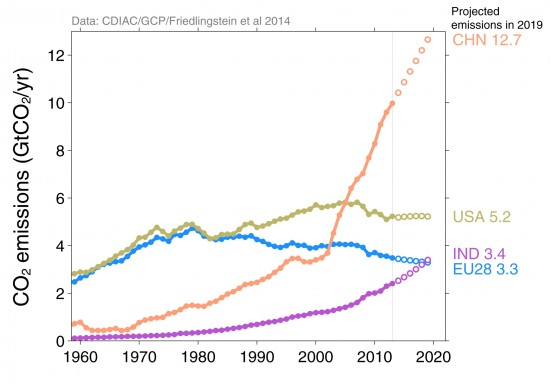 Data: CDIAC/GCP/Friedlingstein et al 2014
Projected
emissions in 2019
CHN 12.7
USA 5.2
IND 3.4
EU28 3.3
CO2 emissions (GtCO2/yr)
12
10
8
6
4
2
0
1960 1970 1980 1990 2000 2010 2020